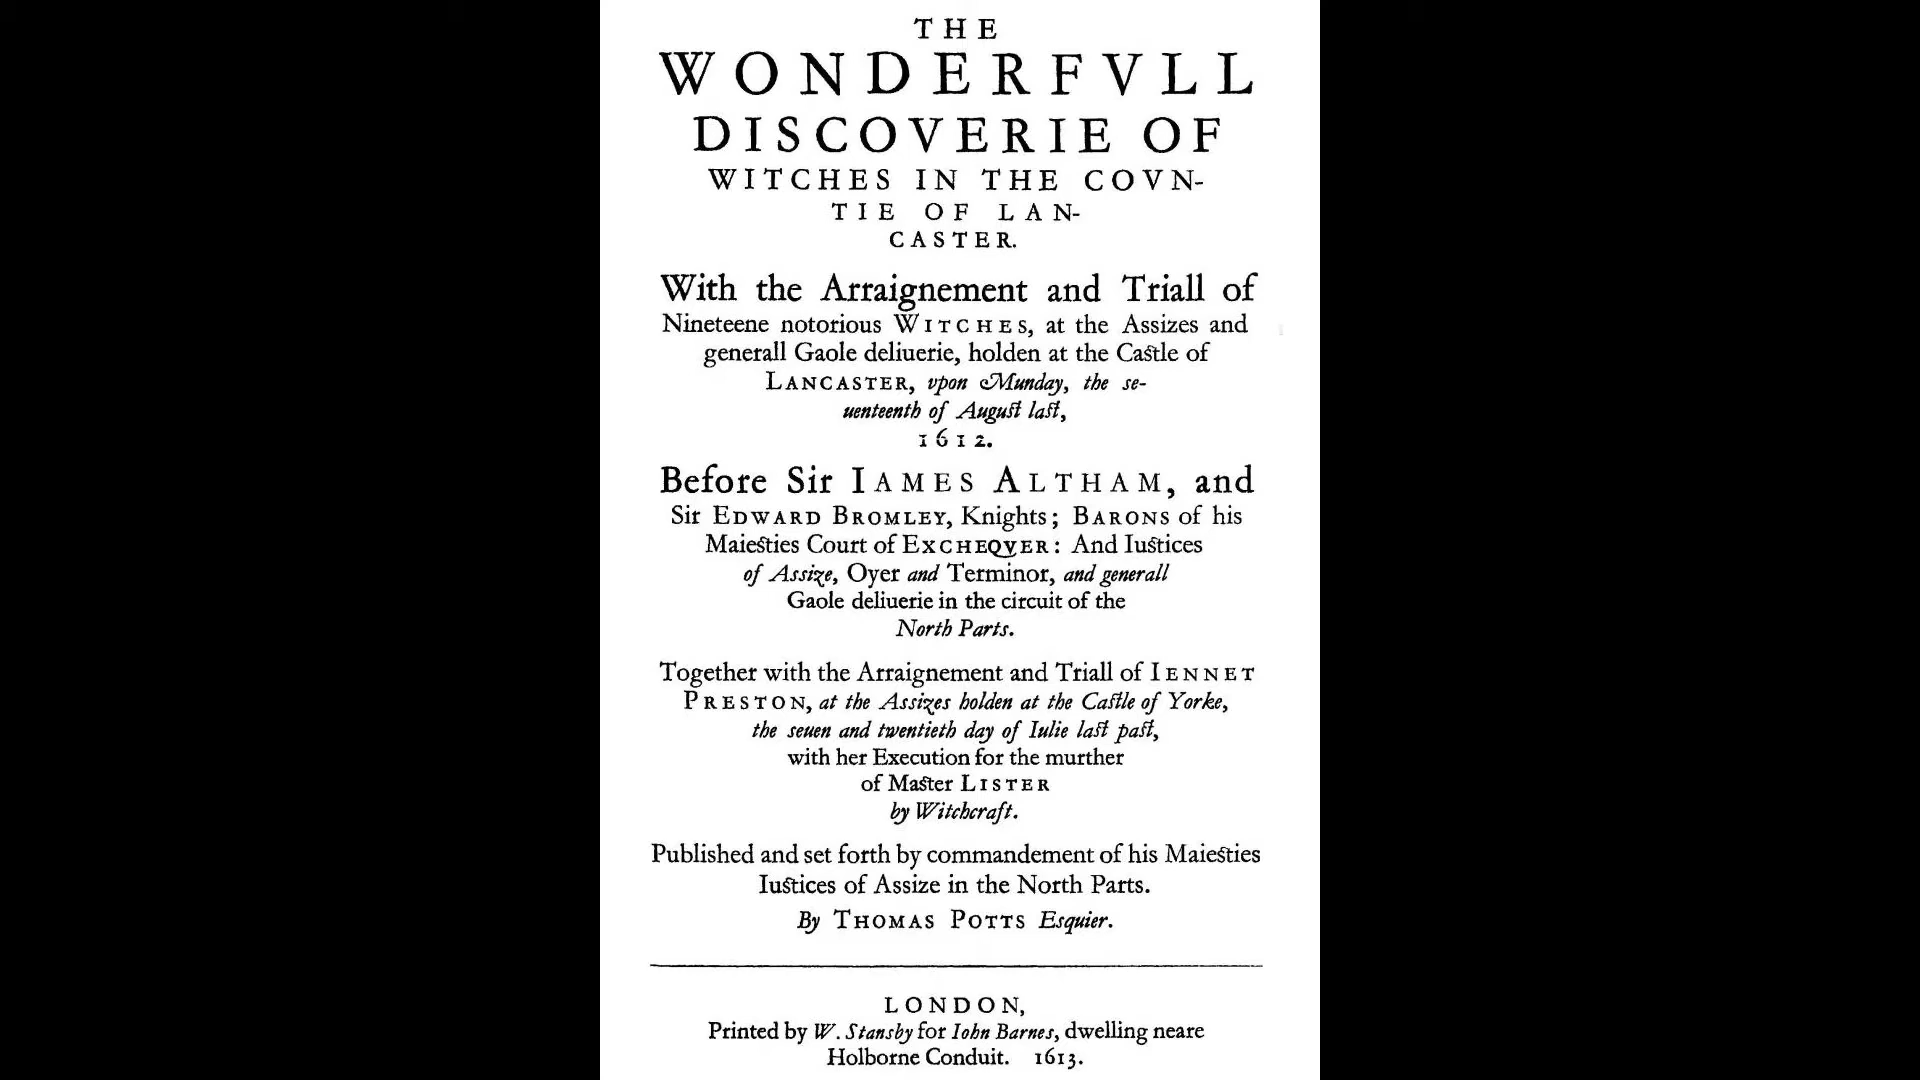 THE
WONDERFVLL
DISCOVERIE OF
WITCHES IN THE COVN-
TIE OF LAN-
CASTER.
With the Arraignement and Triall of
Nineteene notorious WITCHES, at the Assizes and
generall Gaole deliuerie, holden at the Castle of
LANCASTER, vpon Munday, the se-
uenteenth of August last,
1612.
Before Sir IAMES ALTHAM, and
Sir EDWARD BROMLEY, Knights; BARONS of his
Maiesties Court of EXCHEQVER: And Iustices
of Assize, Oyer and Terminor, and generall
Gaole deliuerie in the circuit of the
North Parts.
Together with the Arraignement and Triall of IENNET
PRESTON, at the Assizes holden at the Castle of Yorke,
the seuen and twentieth day of Iulie last past,
with her Execution for the murther
of Master LISTER
by Witchcraft.
Published and set forth by commandement of his Maiesties
Iustices of Assize in the North Parts.
By THOMAS POTTS Esquier.
LONDON,
Printed by W. Stansby for Iohn Barnes, dwelling neare
Holborne Conduit. 1613.